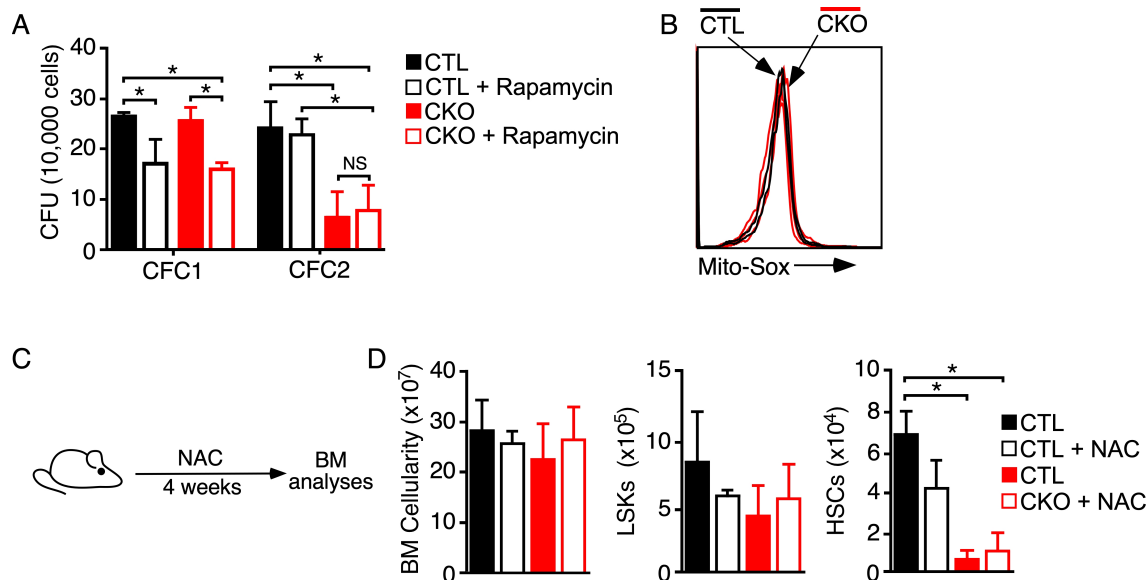 A
CFU (10,000 cells)
40
30
20
10
0
*
*
*
*
*
*
NS
CFC1
CFC2
CTL
CTL + Rapamycin
CKO
CKO + Rapamycin
B
CTL
CKO
Mito-Sox
C
NAC
4 weeks
BM
analyses
D
BM Cellularity (x10⁷)
40
30
20
10
0
LSKs (x10⁵)
15
10
5
0
HSCs (x10⁴)
10
8
6
4
2
0
*
*
CTL
CTL + NAC
CTL
CKO + NAC